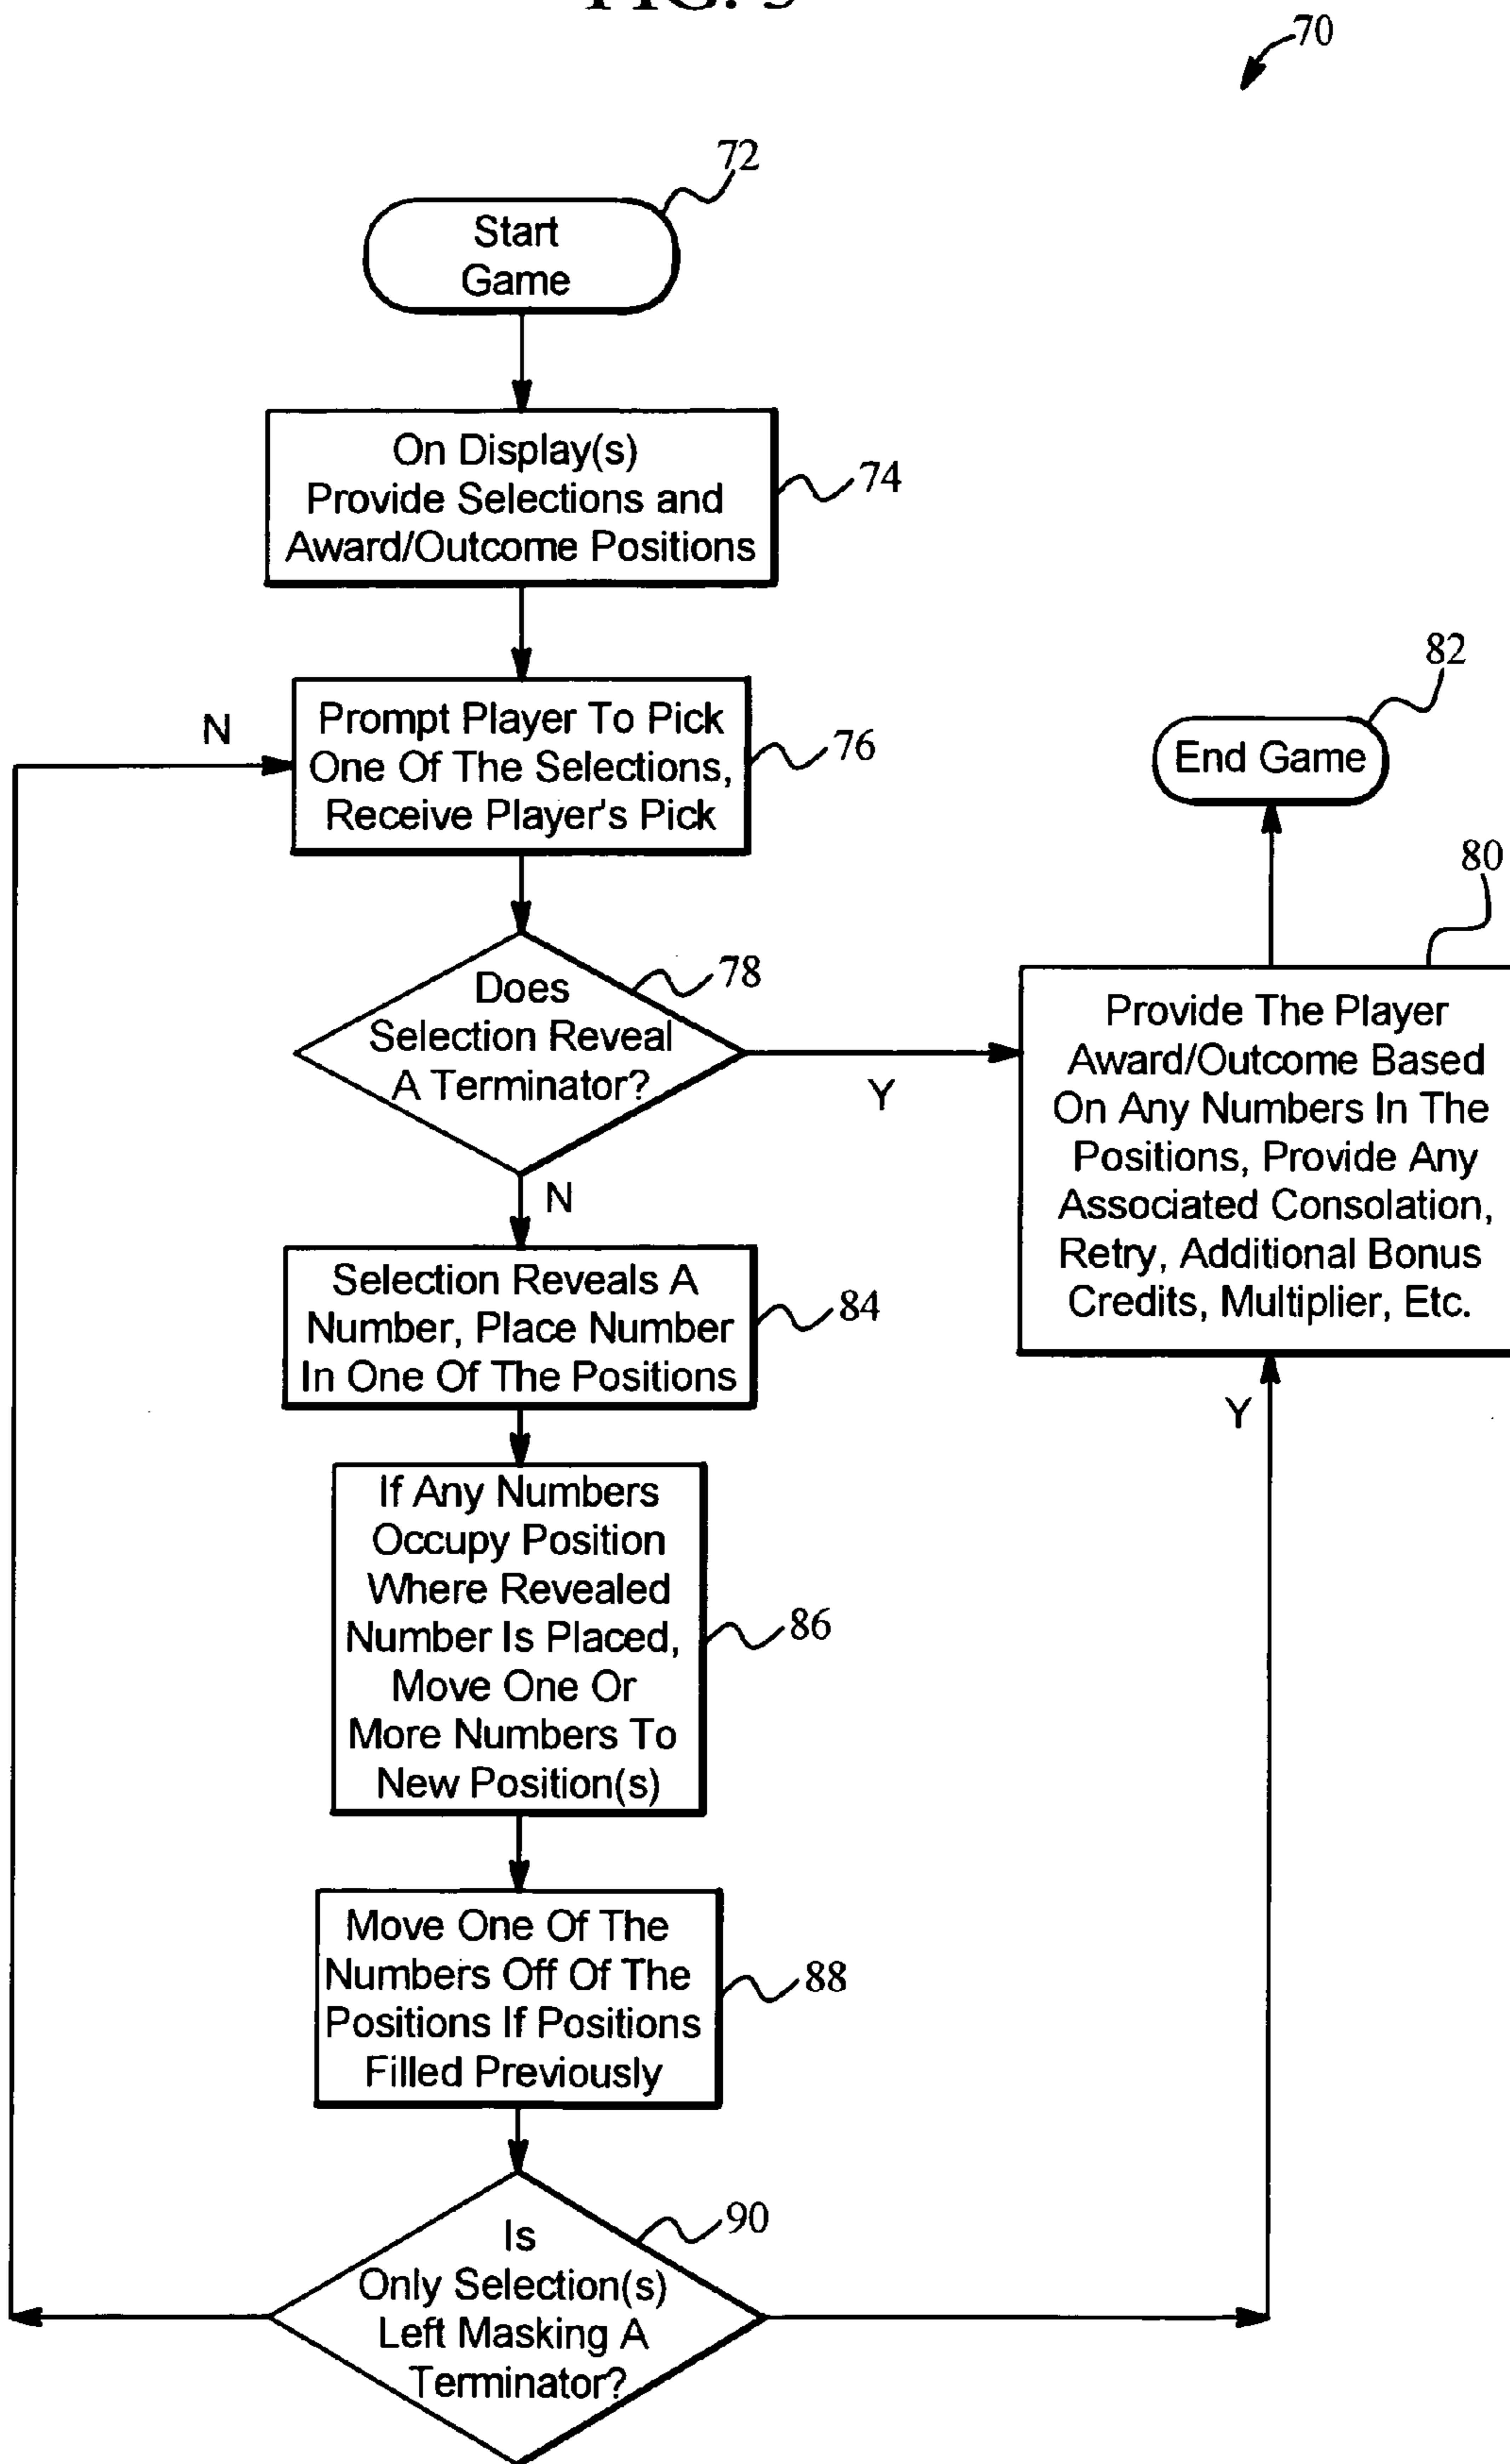 70
72
Start
Game
On Display(s)
Provide Selections and
Award/Outcome Positions
74
N
Prompt Player To Pick
One Of The Selections,
Receive Player's Pick
76
82
End Game
80
Does
Selection Reveal
A Terminator?
78
Y
N
Provide The Player
Award/Outcome Based
On Any Numbers In The
Positions, Provide Any
Associated Consolation,
Retry, Additional Bonus
Credits, Multiplier, Etc.
Selection Reveals A
Number, Place Number
In One Of The Positions
84
Y
If Any Numbers
Occupy Position
Where Revealed
Number Is Placed,
Move One Or
More Numbers To
New Position(s)
86
Move One Of The
Numbers Off Of The
Positions If Positions
Filled Previously
88
Is
Only Selection(s)
Left Masking A
Terminator?
90